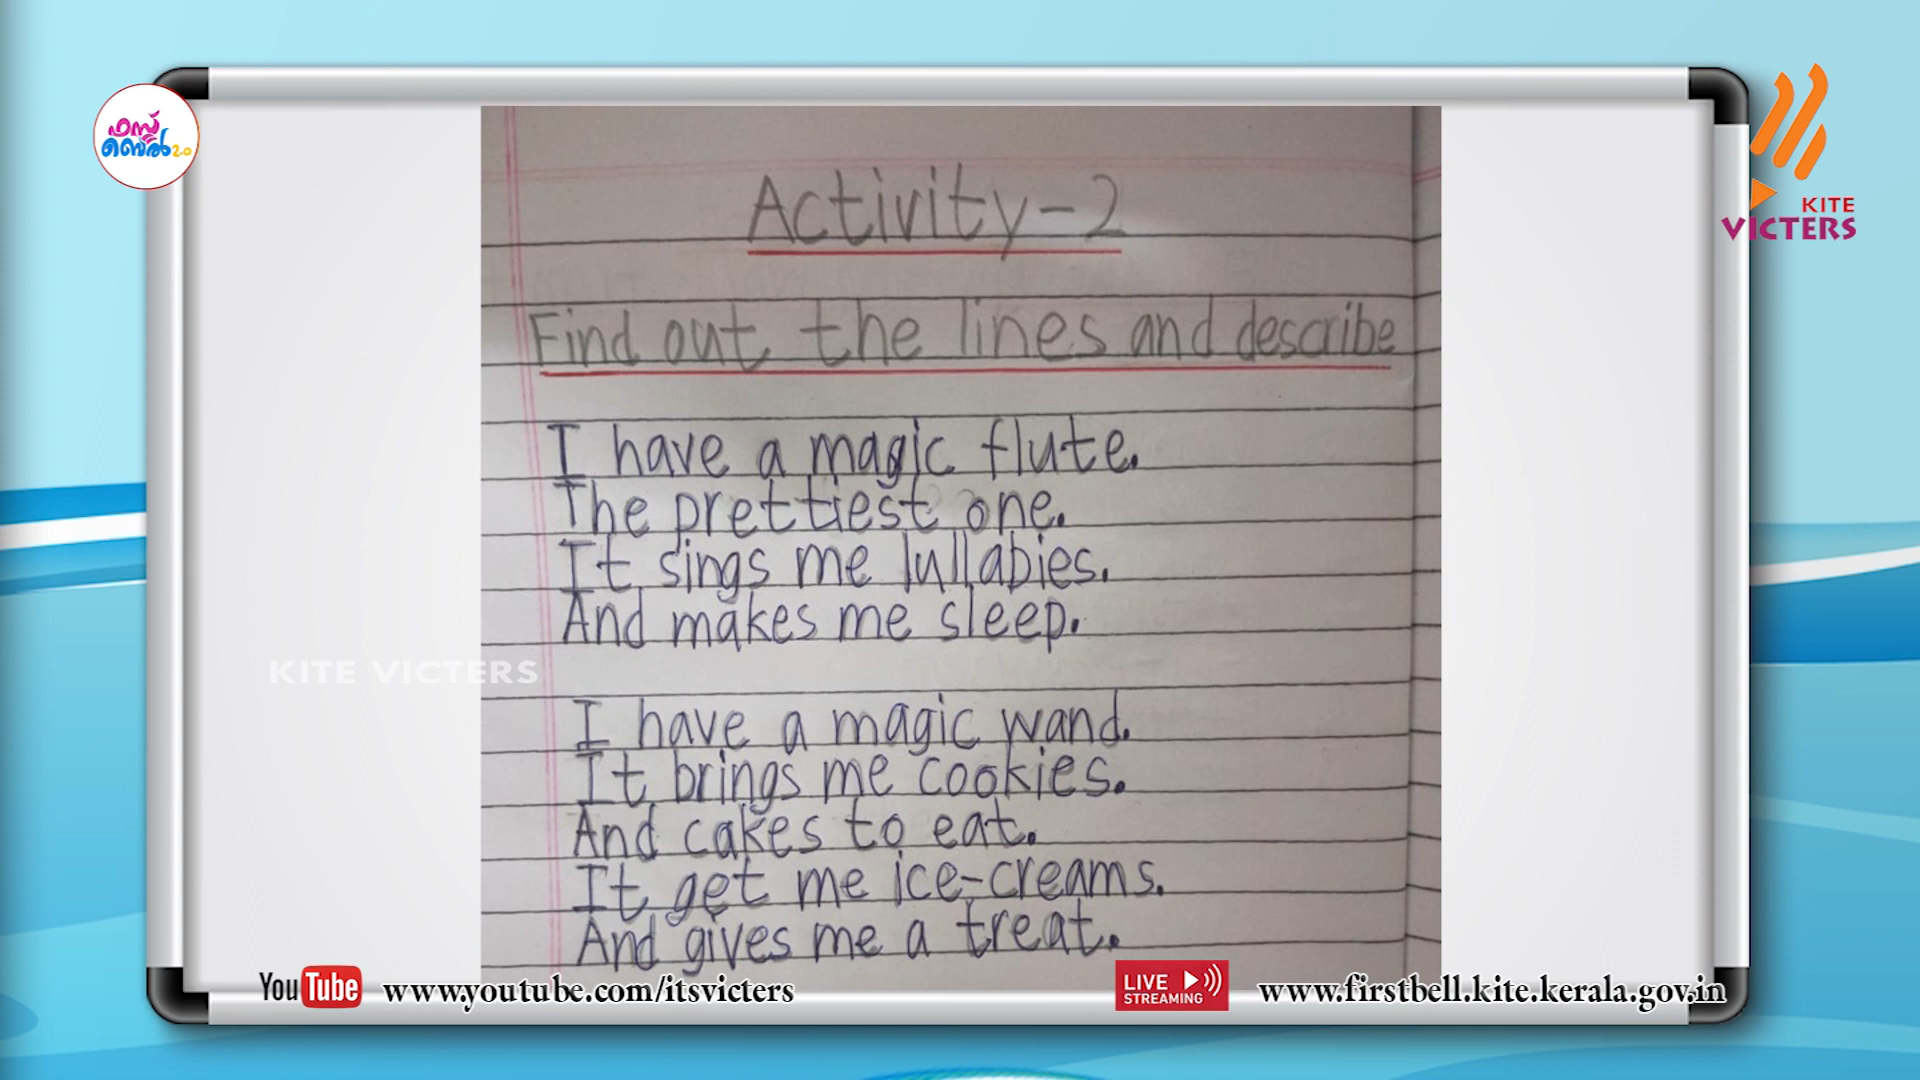 ഫസ്റ്റ്
ബെൽ 2.0
KITE
VICTERS
Activity-2
Find out the lines and describe
I have a magic flute.
The prettiest one.
It sings me lullabies.
And makes me sleep.
KITE VICTERS
I have a magic wand.
It brings me cookies.
And cakes to eat.
It get me ice-creams.
And gives me a treat.
YouTube www.youtube.com/itsvicters
LIVE STREAMING www.firstbell.kite.kerala.gov.in